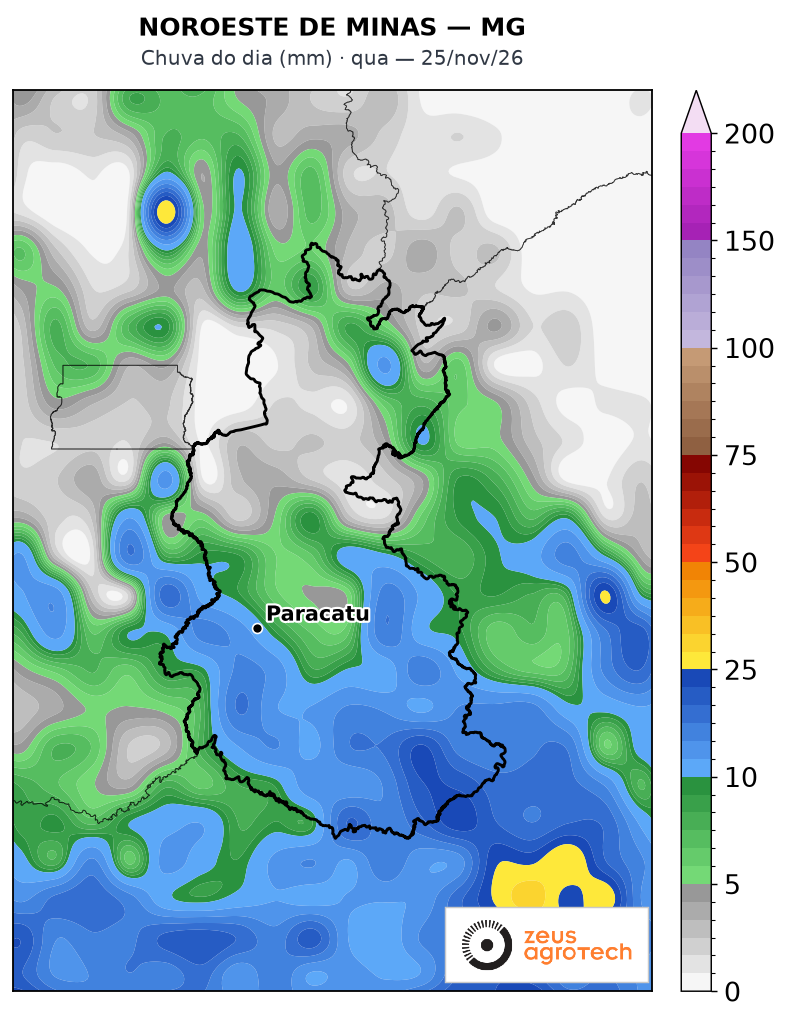 NOROESTE DE MINAS — MG
Chuva do dia (mm) · qua — 25/nov/26
200
150
100
75
50
25
10
5
0
Paracatu
zeus
agrotech